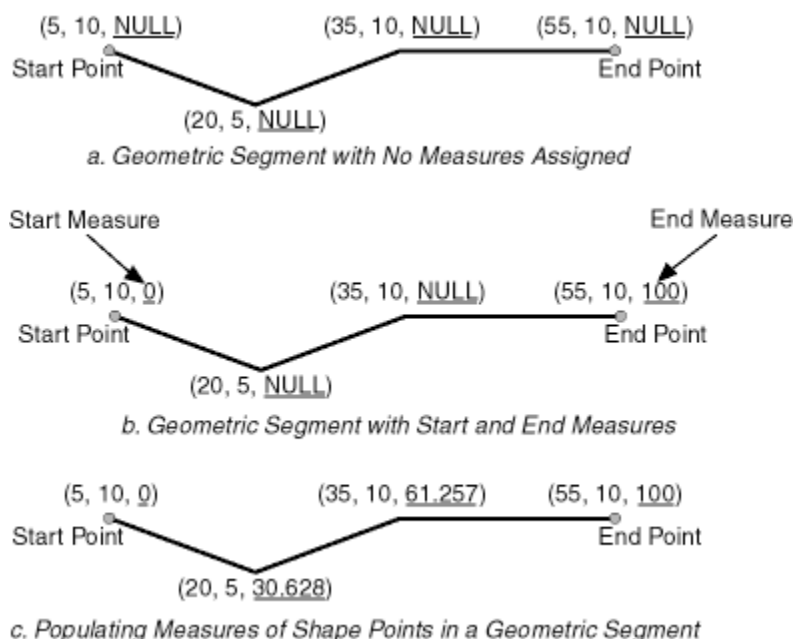 (5, 10, NULL) (35, 10, NULL) (55, 10, NULL)
Start Point End Point
(20, 5, NULL)
a. Geometric Segment with No Measures Assigned
Start Measure End Measure
(5, 10, 0) (35, 10, NULL) (55, 10, 100)
Start Point End Point
(20, 5, NULL)
b. Geometric Segment with Start and End Measures
(5, 10, 0) (35, 10, 61.257) (55, 10, 100)
Start Point End Point
(20, 5, 30.628)
c. Populating Measures of Shape Points in a Geometric Segment